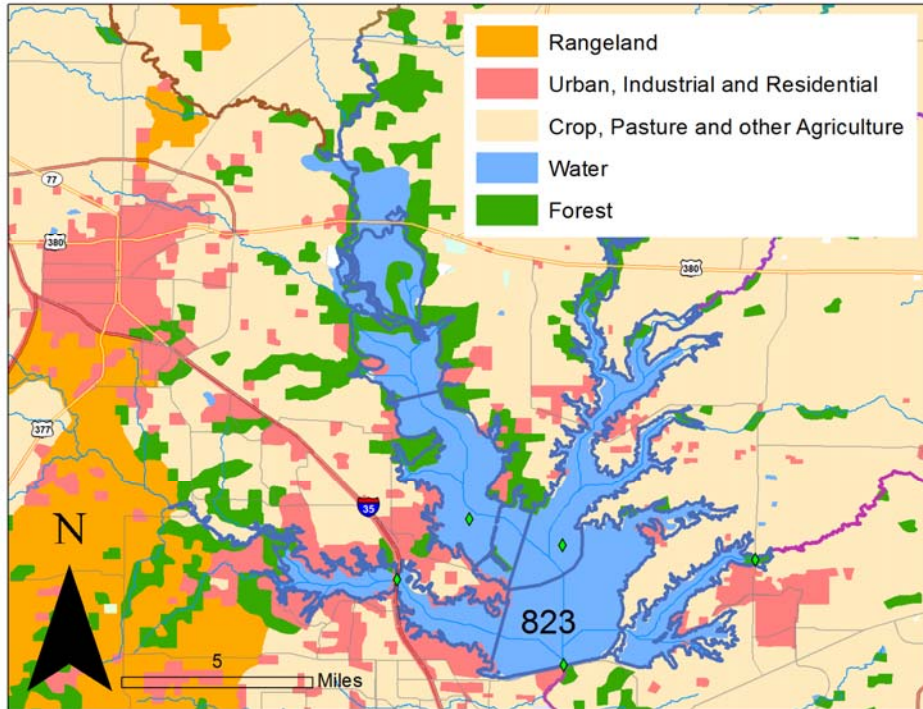 Rangeland
Urban, Industrial and Residential
Crop, Pasture and other Agriculture
Water
Forest
77
380
380
377
35
N
823
5
Miles